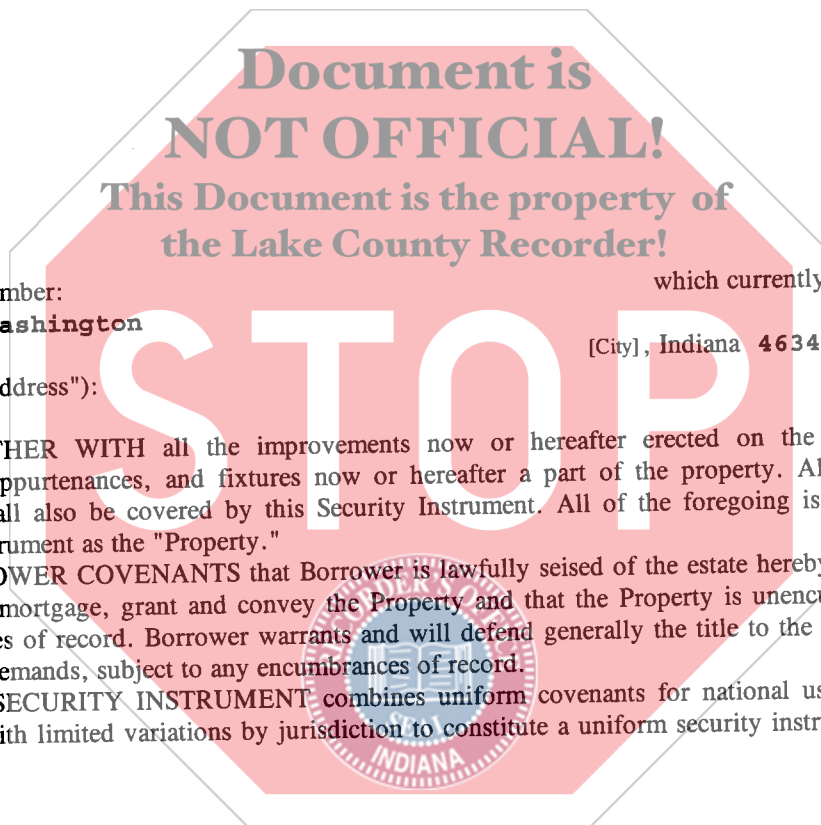 Document is
NOT OFFICIAL!
This Document is the property of
the Lake County Recorder!
which currently
mber:
ashington
[City], Indiana 4634
ddress"):
STOP
THER WITH all the improvements now or hereafter erected on the
ppurtenances, and fixtures now or hereafter a part of the property. Al
all also be covered by this Security Instrument. All of the foregoing is
rument as the "Property."
OWER COVENANTS that Borrower is lawfully seised of the estate hereby
mortgage, grant and convey the Property and that the Property is unencu
es of record. Borrower warrants and will defend generally the title to the
emands, subject to any encumbrances of record.
SECURITY INSTRUMENT combines uniform covenants for national us
ith limited variations by jurisdiction to constitute a uniform security instr
RECORDER'S OFFICE
SEAL
INDIANA